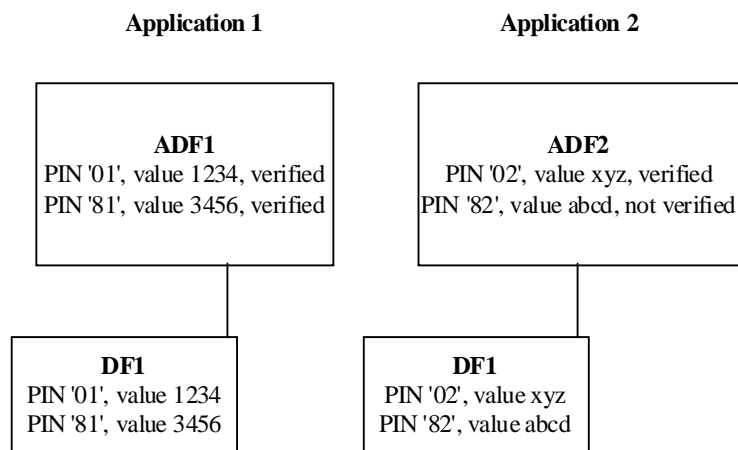 Application 1
Application 2
ADF1
PIN '01', value 1234, verified
PIN '81', value 3456, verified
ADF2
PIN '02', value xyz, verified
PIN '82', value abcd, not verified
DF1
PIN '01', value 1234
PIN '81', value 3456
DF1
PIN '02', value xyz
PIN '82', value abcd